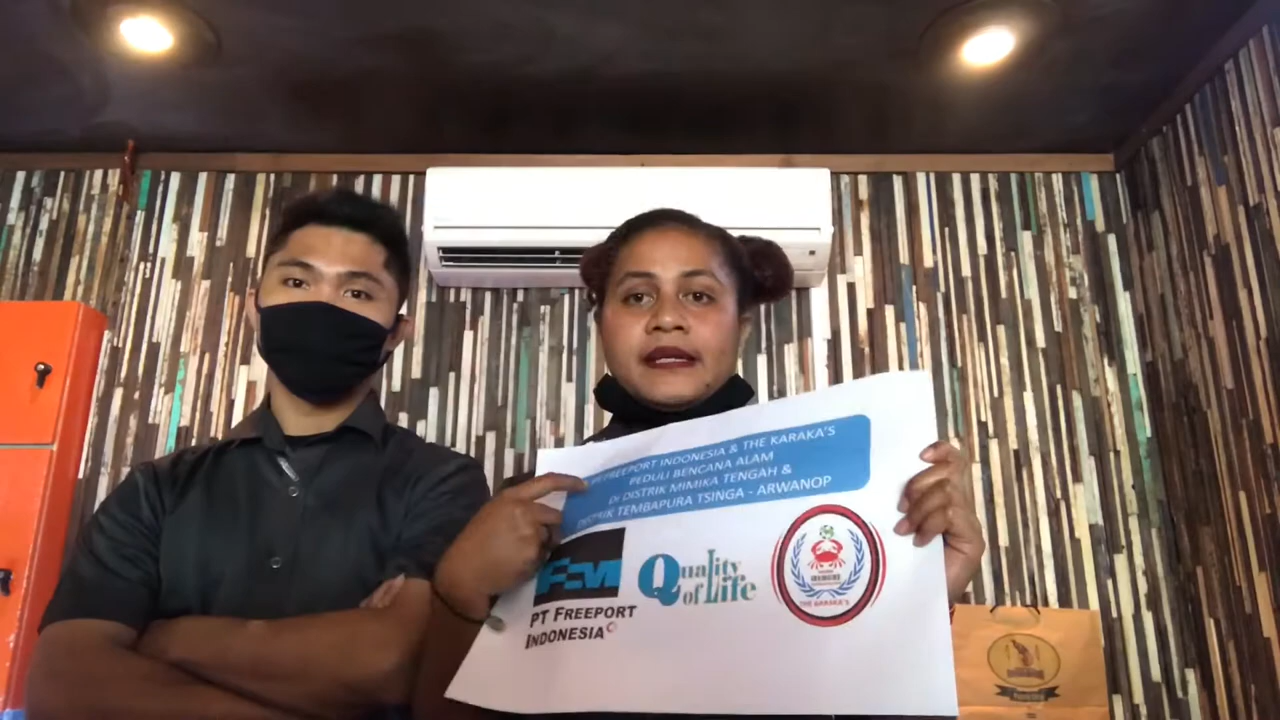 PT.FREEPORT INDONESIA & THE KARAKA'S
PEDULI BENCANA ALAM
DI DISTRIK MIMIKA TENGAH &
DISTRIK TEMBAPURA TSINGA - ARWANOP
PT FREEPORT
INDONESIA
Quality
of Life
THE KARAKA'S